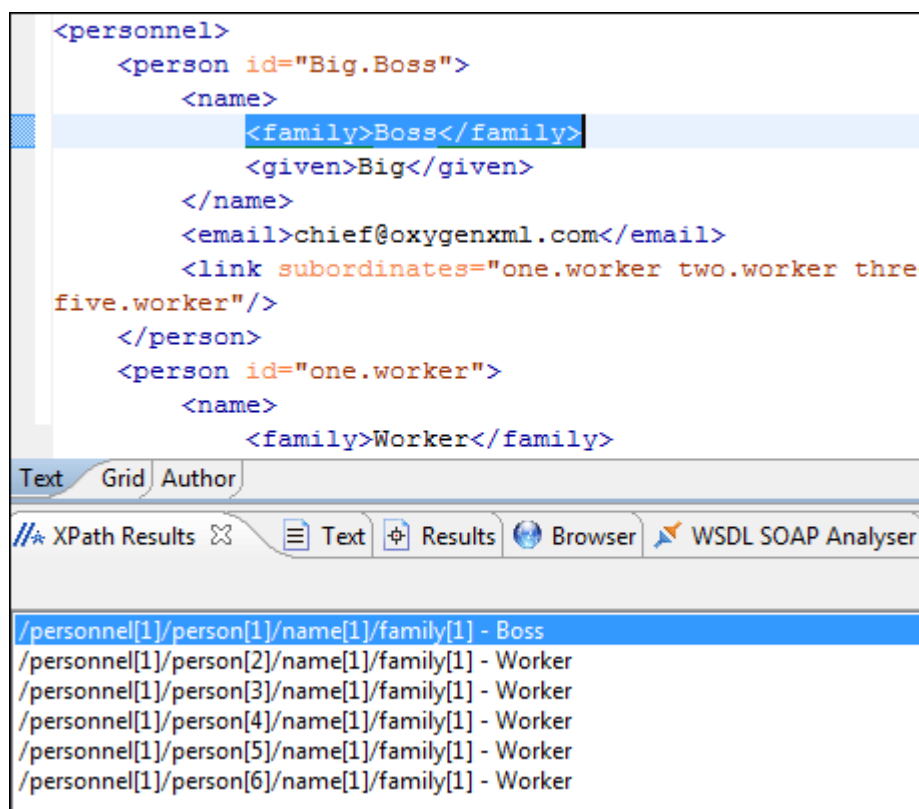 <personnel>
<person id="Big.Boss">
<name>
<family>Boss</family>
<given>Big</given>
</name>
<email>chief@oxygenxml.com</email>
<link subordinates="one.worker two.worker thre
five.worker"/>
</person>
<person id="one.worker">
<name>
<family>Worker</family>
Text Grid Author
XPath Results Text Results Browser WSDL SOAP Analyser
/personnel[1]/person[1]/name[1]/family[1] - Boss
/personnel[1]/person[2]/name[1]/family[1] - Worker
/personnel[1]/person[3]/name[1]/family[1] - Worker
/personnel[1]/person[4]/name[1]/family[1] - Worker
/personnel[1]/person[5]/name[1]/family[1] - Worker
/personnel[1]/person[6]/name[1]/family[1] - Worker